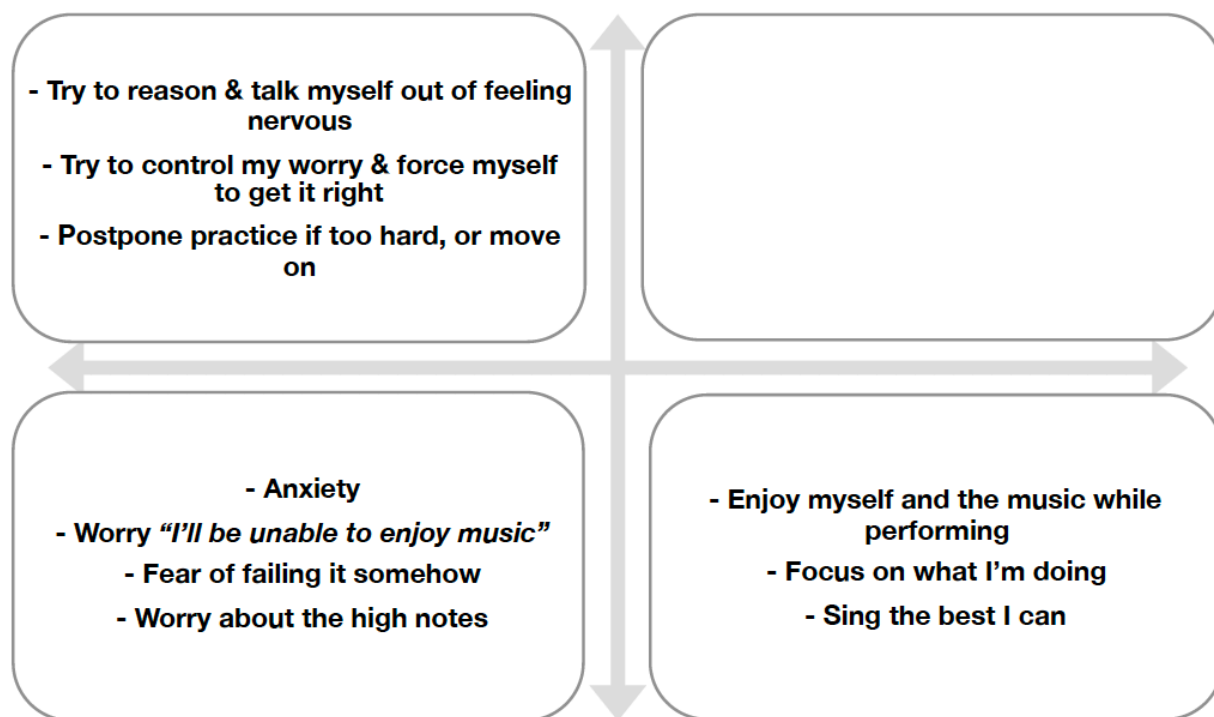 - Try to reason & talk myself out of feeling
nervous
- Try to control my worry & force myself
to get it right
- Postpone practice if too hard, or move
on
- Anxiety
- Worry “I’ll be unable to enjoy music”
- Fear of failing it somehow
- Worry about the high notes
- Enjoy myself and the music while
performing
- Focus on what I’m doing
- Sing the best I can